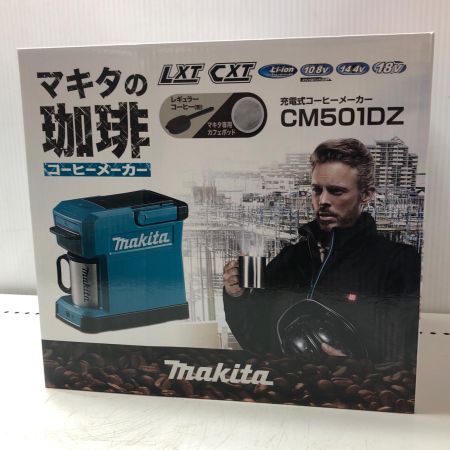 マキタの
珈琲
コーヒーメーカー
LXT CXT Li-ion 10.8V 14.4V 18V
レギュラー
コーヒー(粉)
マキタ専用
カフェポッド
充電式コーヒーメーカー
CM501DZ
makita
makita
makita